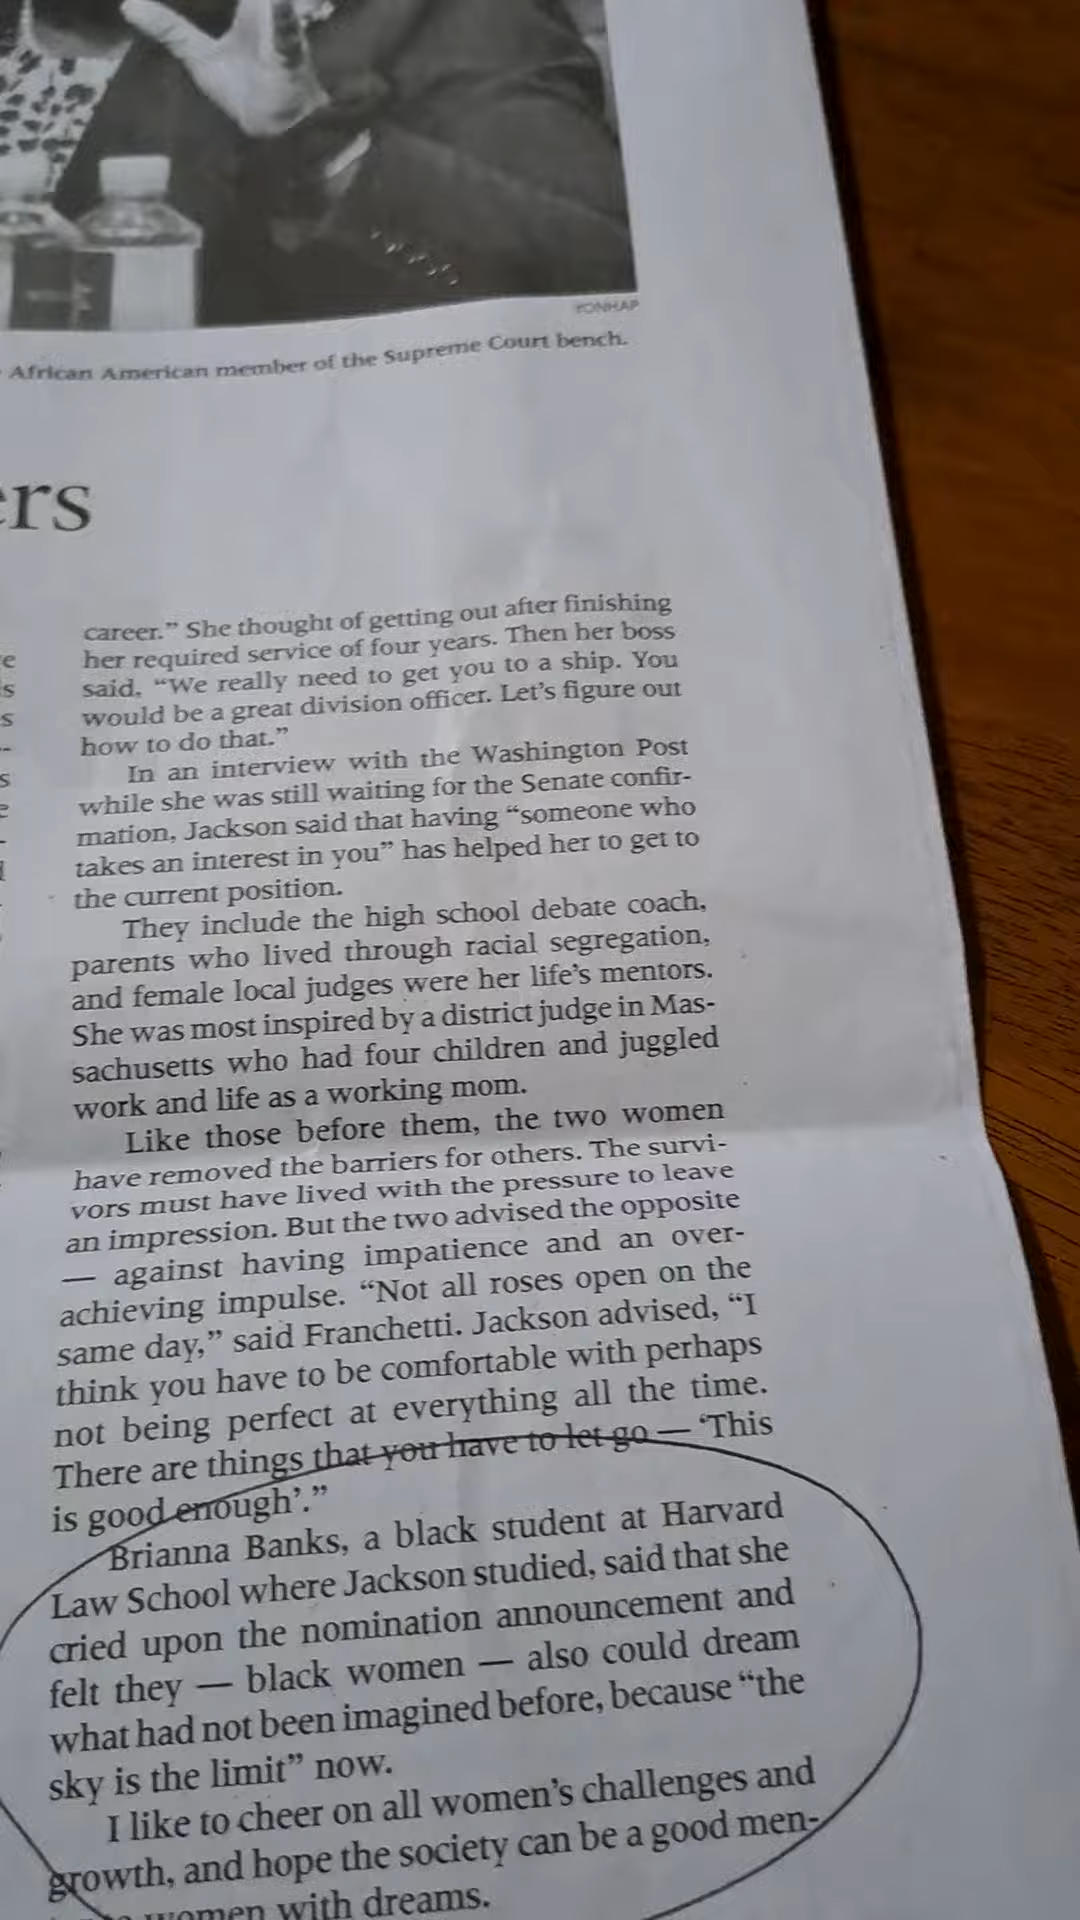 YONHAP
African American member of the Supreme Court bench.
ers
career.” She thought of getting out after finishing
her required service of four years. Then her boss
said, “We really need to get you to a ship. You
would be a great division officer. Let’s figure out
how to do that.”
In an interview with the Washington Post
while she was still waiting for the Senate confir-
mation, Jackson said that having “someone who
takes an interest in you” has helped her to get to
the current position.
They include the high school debate coach,
parents who lived through racial segregation,
and female local judges were her life’s mentors.
She was most inspired by a district judge in Mas-
sachusetts who had four children and juggled
work and life as a working mom.
Like those before them, the two women
have removed the barriers for others. The survi-
vors must have lived with the pressure to leave
an impression. But the two advised the opposite
— against having impatience and an over-
achieving impulse. “Not all roses open on the
same day,” said Franchetti. Jackson advised, “I
think you have to be comfortable with perhaps
not being perfect at everything all the time.
There are things that you have to let go — ‘This
is good enough’.”
Brianna Banks, a black student at Harvard
Law School where Jackson studied, said that she
cried upon the nomination announcement and
felt they — black women — also could dream
what had not been imagined before, because “the
sky is the limit” now.
I like to cheer on all women’s challenges and
growth, and hope the society can be a good men-
women with dreams.